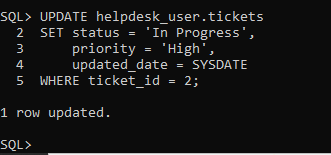 SQL> UPDATE helpdesk_user.tickets
  2  SET status = 'In Progress',
  3      priority = 'High',
  4      updated_date = SYSDATE
  5  WHERE ticket_id = 2;
1 row updated.
SQL>